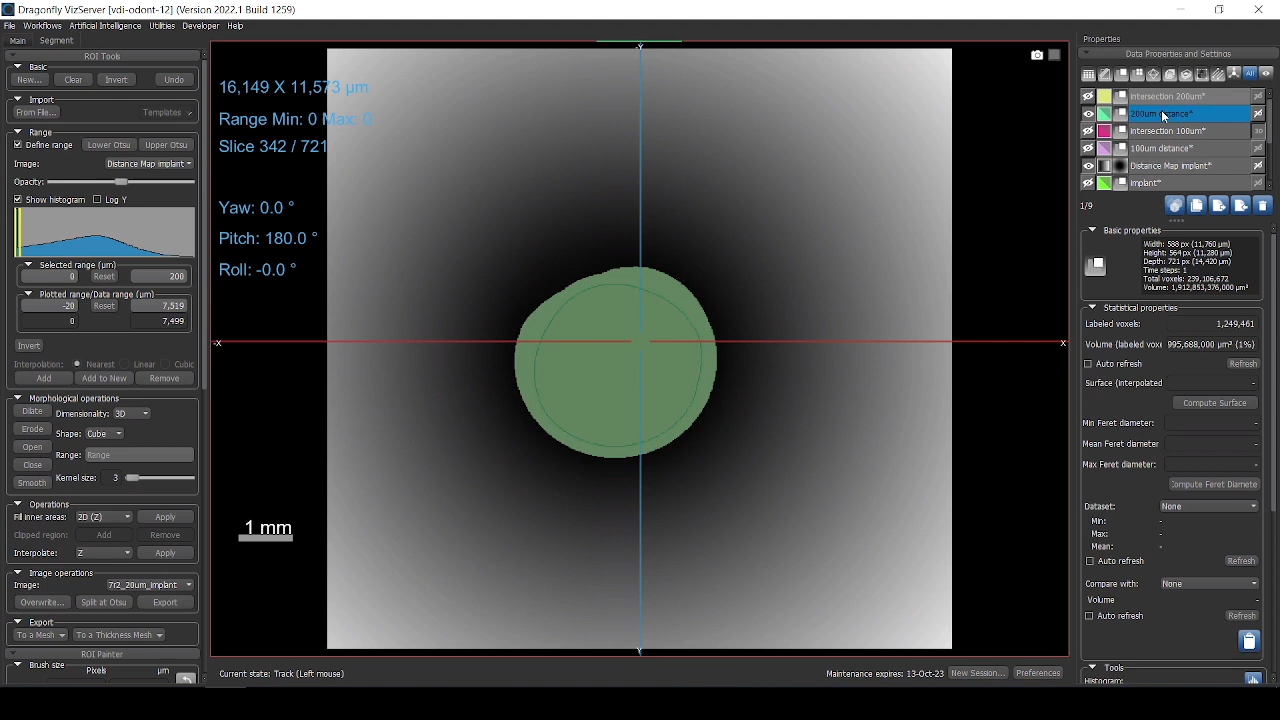 Dragonfly VizServer [vdi-odont-12] (Version 2022.1 Build 1259)
File Workflows Artificial Intelligence Utilities Developer Help
Main Segment
ROI Tools
Basic
New... Clear Invert Undo
Import
From File... Templates
Range
Define range Lower Otsu Upper Otsu
Image: Distance Map implant
Opacity:
Show histogram Log Y
Selected range (µm)
0 Reset 200
Plotted range/Data range (µm)
-20 Reset 7,519
0 7,499
Invert
Interpolation: Nearest Linear Cubic
Add Add to New Remove
Morphological operations
Dilate Dimensionality: 3D
Erode Shape: Cube
Open Range: Range
Close Kernel size: 3
Smooth
Operations
Fill inner areas: 2D (Z) Apply
Clipped region: Add Remove
Interpolate: Z Apply
Image operations
Image: 7r2_20um_implant
Overwrite... Split at Otsu Export
Export
To a Mesh To a Thickness Mesh
ROI Painter
Brush size Pixels µm
16,149 X 11,573 µm
Range Min: 0 Max: 0
Slice 342 / 721
Yaw: 0.0 °
Pitch: 180.0 °
Roll: -0.0 °
-Y
-X
X
Y
1 mm
Current state: Track (Left mouse) Maintenance expires: 13-Oct-23 New Session... Preferences
Properties
Data Properties and Settings
All
Intersection 200um*
200um distance*
Intersection 100um* 3D
100um distance*
Distance Map implant*
implant*
1/9
Basic properties
Width: 588 px (11,760 µm)
Height: 564 px (11,280 µm)
Depth: 721 px (14,420 µm)
Time steps: 1
Total voxels: 239,106,672
Volume: 1,912,853,376,000 µm³
Statistical properties
Labeled voxels: 1,249,461
Volume (labeled voxe 995,688,000 µm³ (1%)
Auto refresh Refresh
Surface (interpolated -
Compute Surface
Min Feret diameter: -
Mean Feret diameter -
Max Feret diameter: -
Compute Feret Diamete
Dataset: None
Min: -
Max: -
Mean: -
Auto refresh Refresh
Compare with: None
Volume -
Auto refresh Refresh
Tools
Histogram: